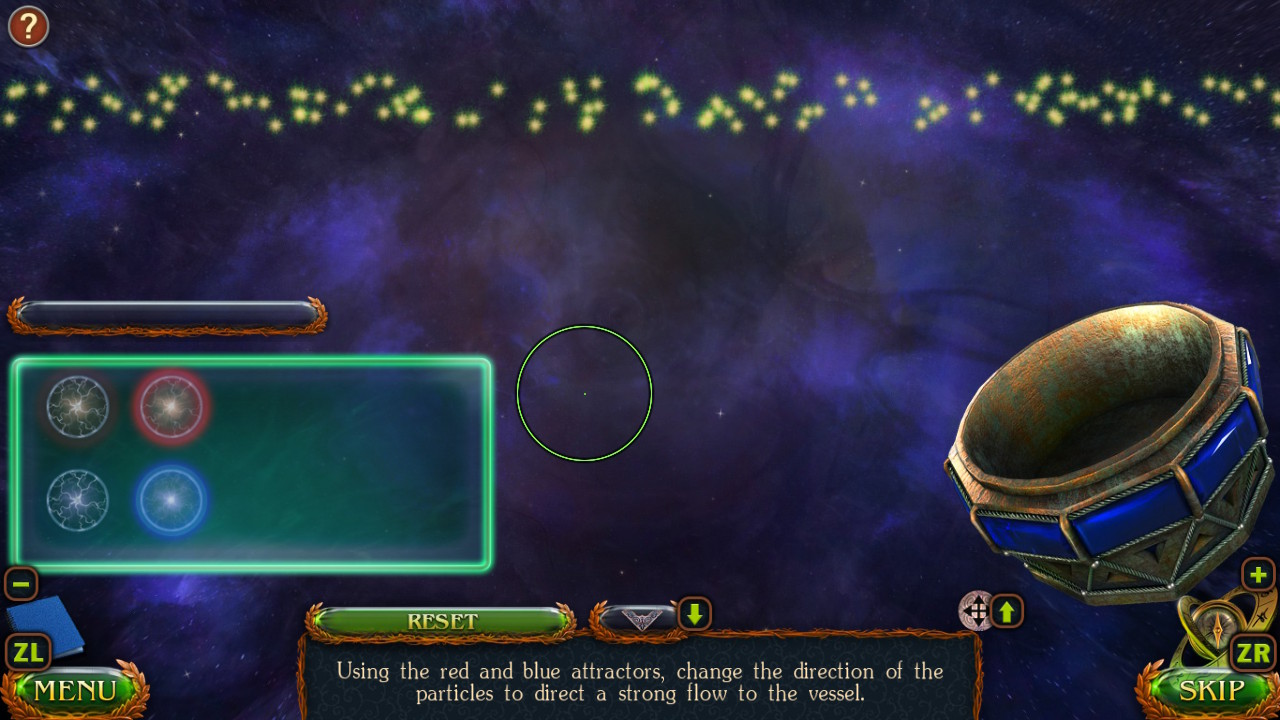 ?
RESET
ZL
MENU
Using the red and blue attractors, change the direction of the
particles to direct a strong flow to the vessel.
ZR
SKIP